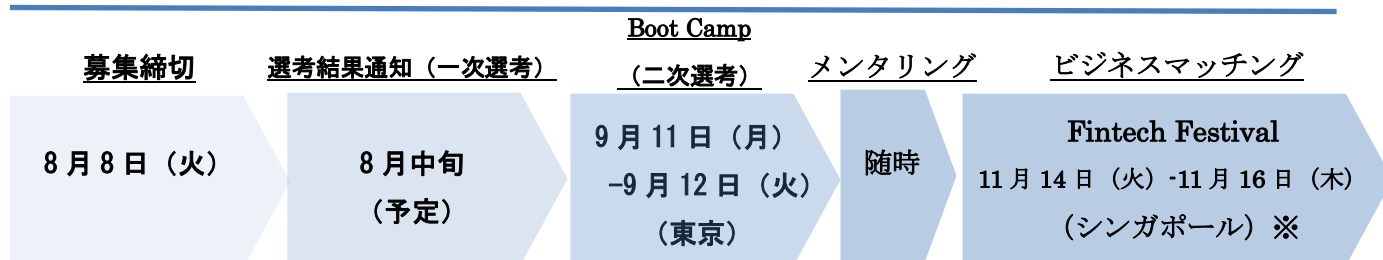 募集締切
8月8日（火）
選考結果通知（一次選考）
8月中旬
（予定）
Boot Camp
（二次選考）
9月11日（月）
-9月12日（火）
（東京）
メンタリング
随時
ビジネスマッチング
Fintech Festival
11月14日（火）-11月16日（木）
（シンガポール）※